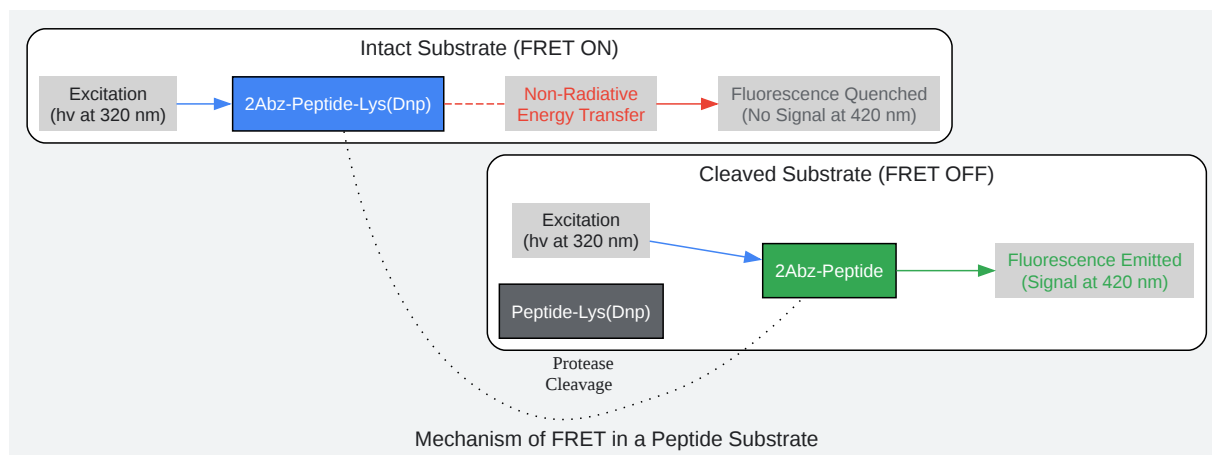 Intact Substrate (FRET ON)
Excitation
(hv at 320 nm)
2Abz-Peptide-Lys(Dnp)
Non-Radiative
Energy Transfer
Fluorescence Quenched
(No Signal at 420 nm)
Cleaved Substrate (FRET OFF)
Excitation
(hv at 320 nm)
2Abz-Peptide
Fluorescence Emitted
(Signal at 420 nm)
Peptide-Lys(Dnp)
Protease
Cleavage
Mechanism of FRET in a Peptide Substrate